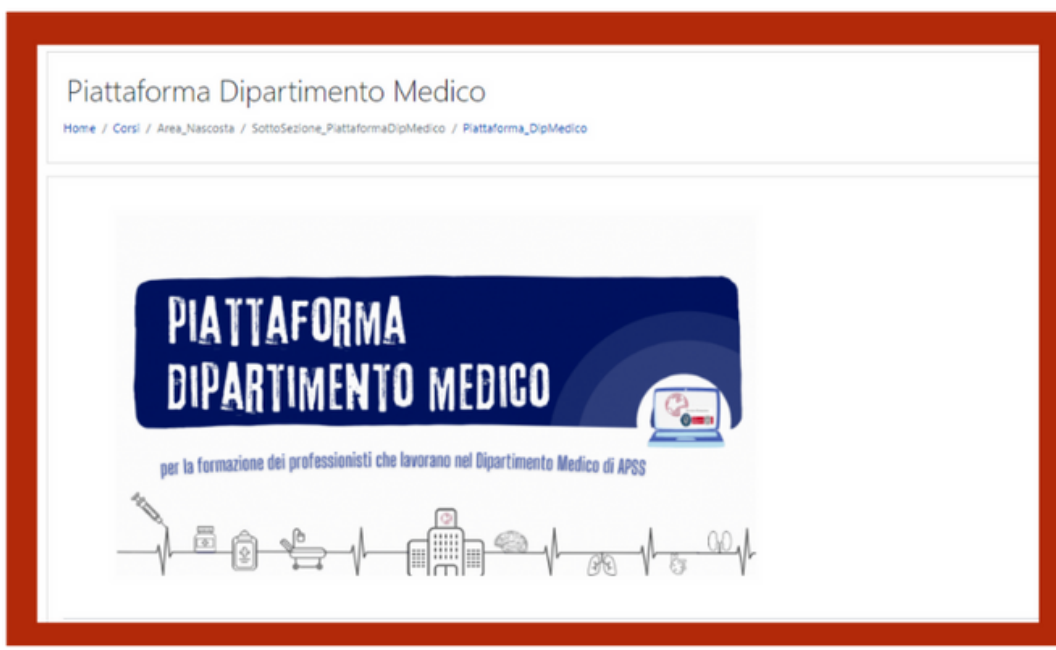 Piattaforma Dipartimento Medico
Home / Corsi / Area_Nascosta / SottoSezione_PiattaformaDipMedico / Piattaforma_DipMedico
PIATTAFORMA
DIPARTIMENTO MEDICO
per la formazione dei professionisti che lavorano nel Dipartimento Medico di APSS